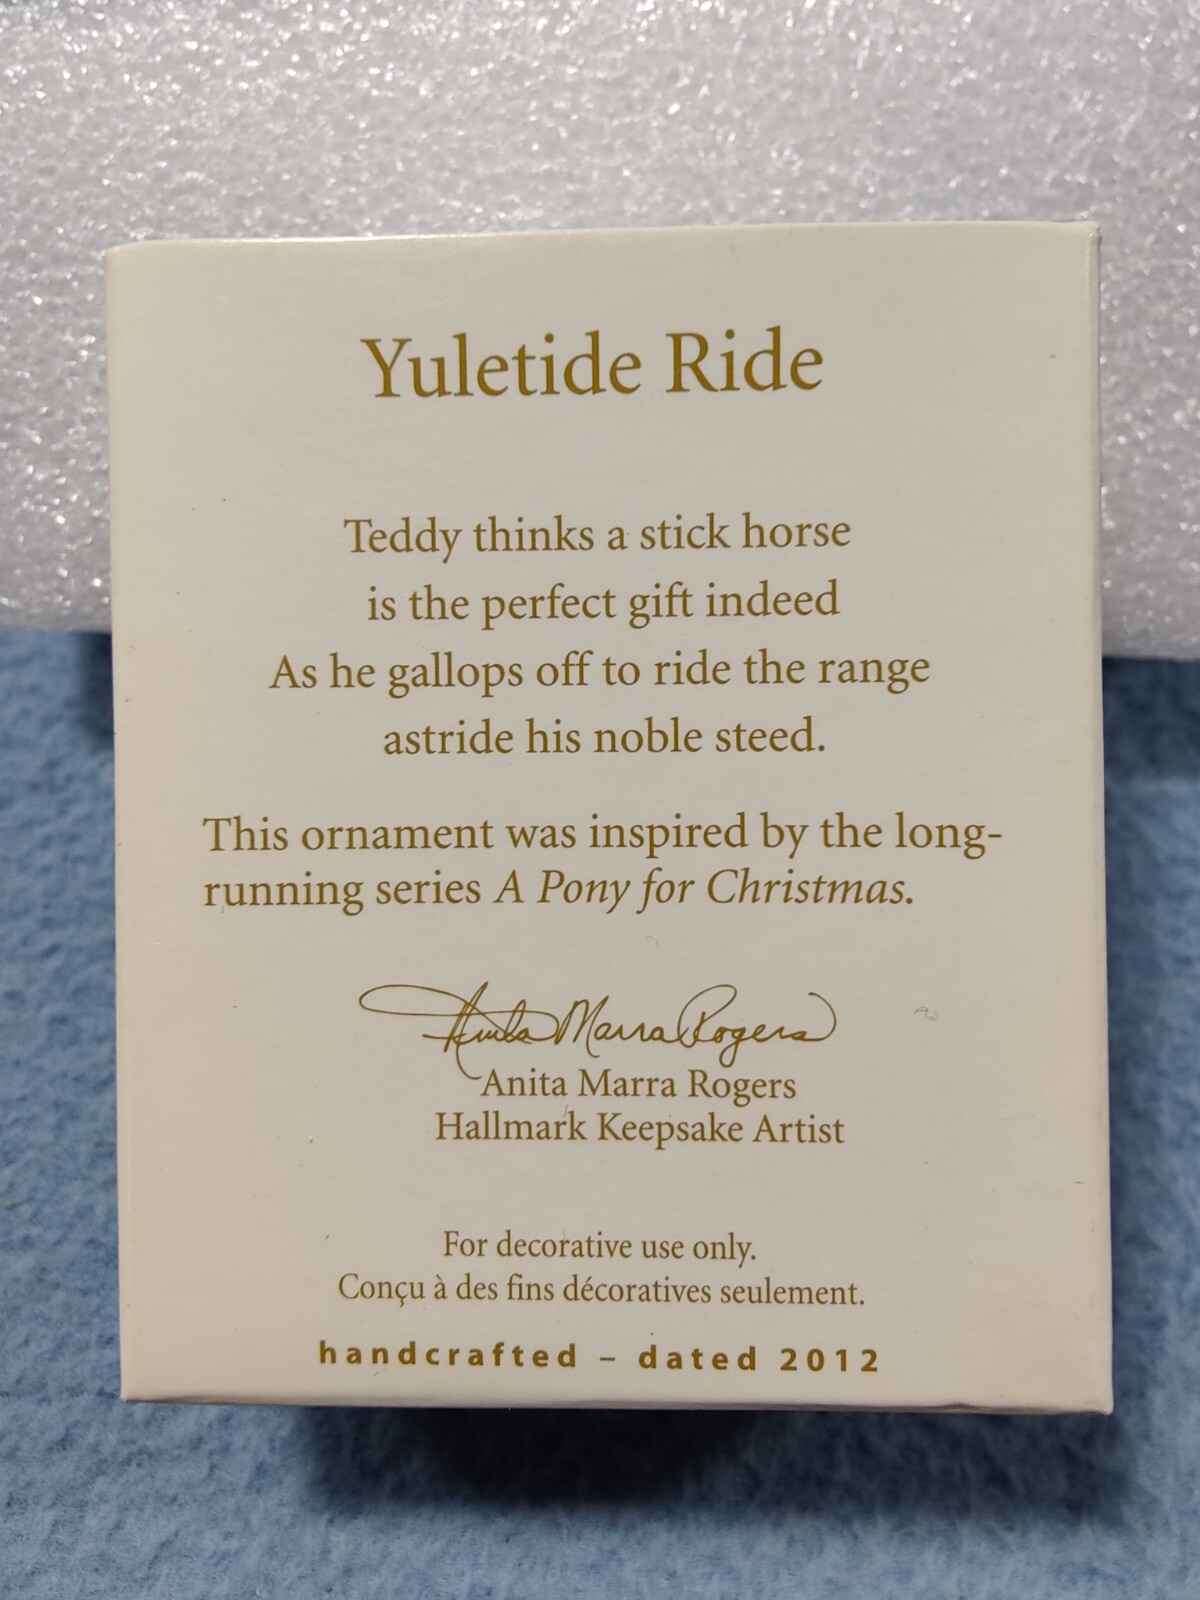 Yuletide Ride
Teddy thinks a stick horse
is the perfect gift indeed
As he gallops off to ride the range
astride his noble steed.
This ornament was inspired by the long-
running series A Pony for Christmas.
Anita Marra Rogers
Anita Marra Rogers
Hallmark Keepsake Artist
For decorative use only.
Conçu à des fins décoratives seulement.
handcrafted – dated 2012